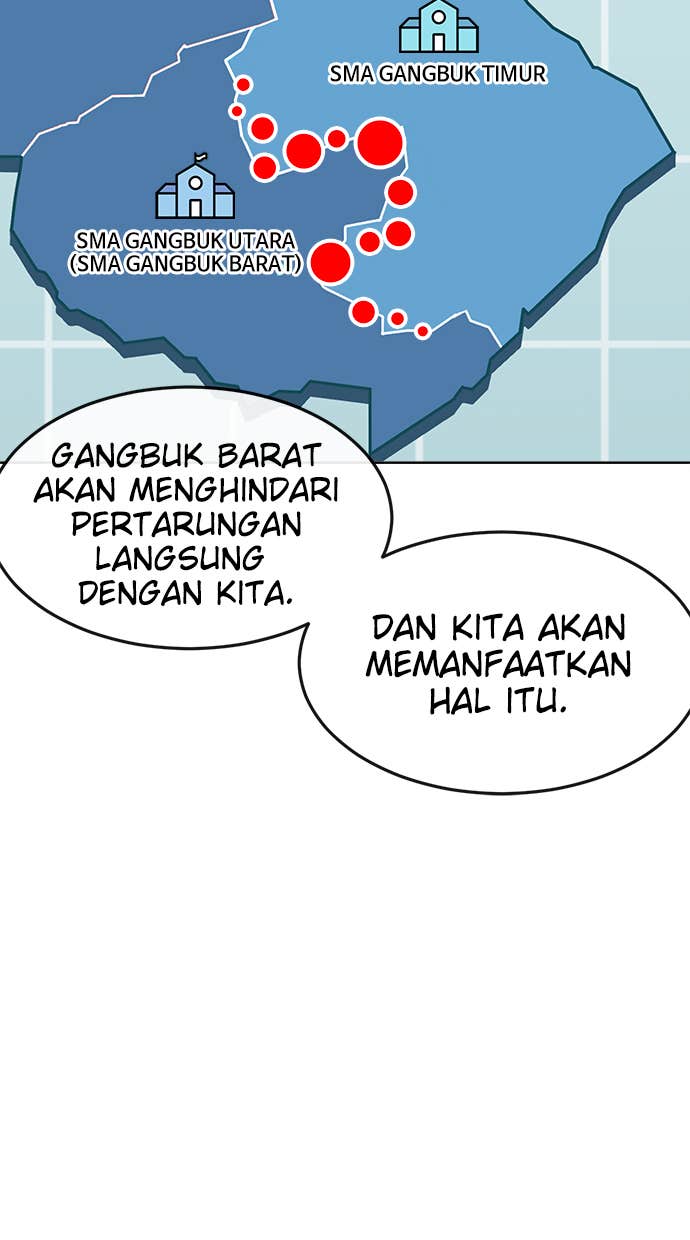 SMA GANGBUK TIMUR
SMA GANGBUK UTARA
(SMA GANGBUK BARAT)
GANGBUK BARAT
AKAN MENGHINDARI
PERTARUNGAN
LANGSUNG
DENGAN KITA.
DAN KITA AKAN
MEMANFAATKAN
HAL ITU.